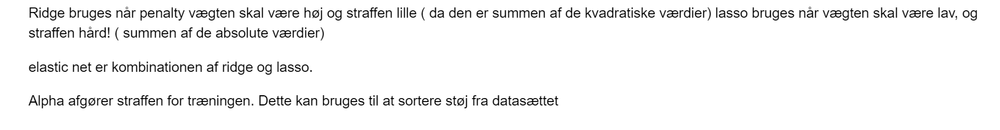 Ridge bruges når penalty vægten skal være høj og straffen lille ( da den er summen af de kvadratiske værdier) lasso bruges når vægten skal være lav, og
straffen hård! ( summen af de absolute værdier)
elastic net er kombinationen af ridge og lasso.
Alpha afgører straffen for træningen. Dette kan bruges til at sortere støj fra datasættet